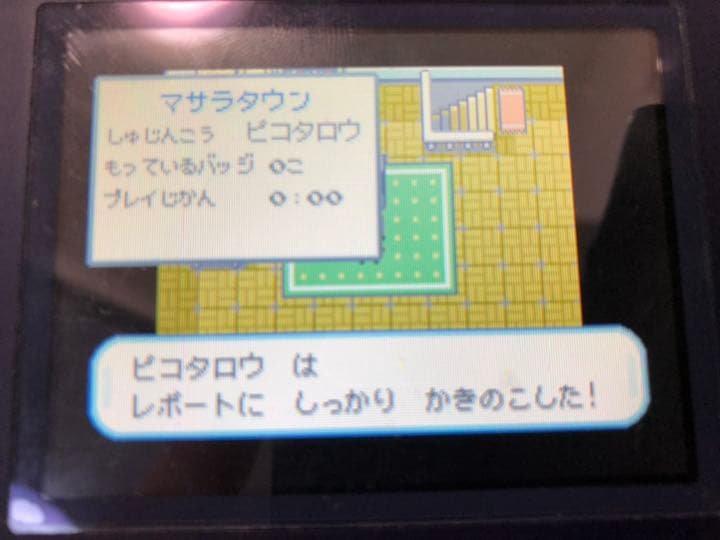 マサラタウン
しゅじんこう ピコタロウ
もっているバッジ 0こ
プレイじかん 0:00
ピコタロウ は
レポートに しっかり かきのこした!